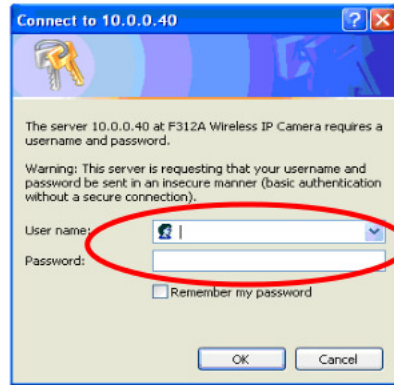 Connect to 10.0.0.40
The server 10.0.0.40 at F312A Wireless IP Camera requires a
username and password.
Warning: This server is requesting that your username and
password be sent in an insecure manner (basic authentication
without a secure connection).
User name:
Password:
Remember my password
OK Cancel